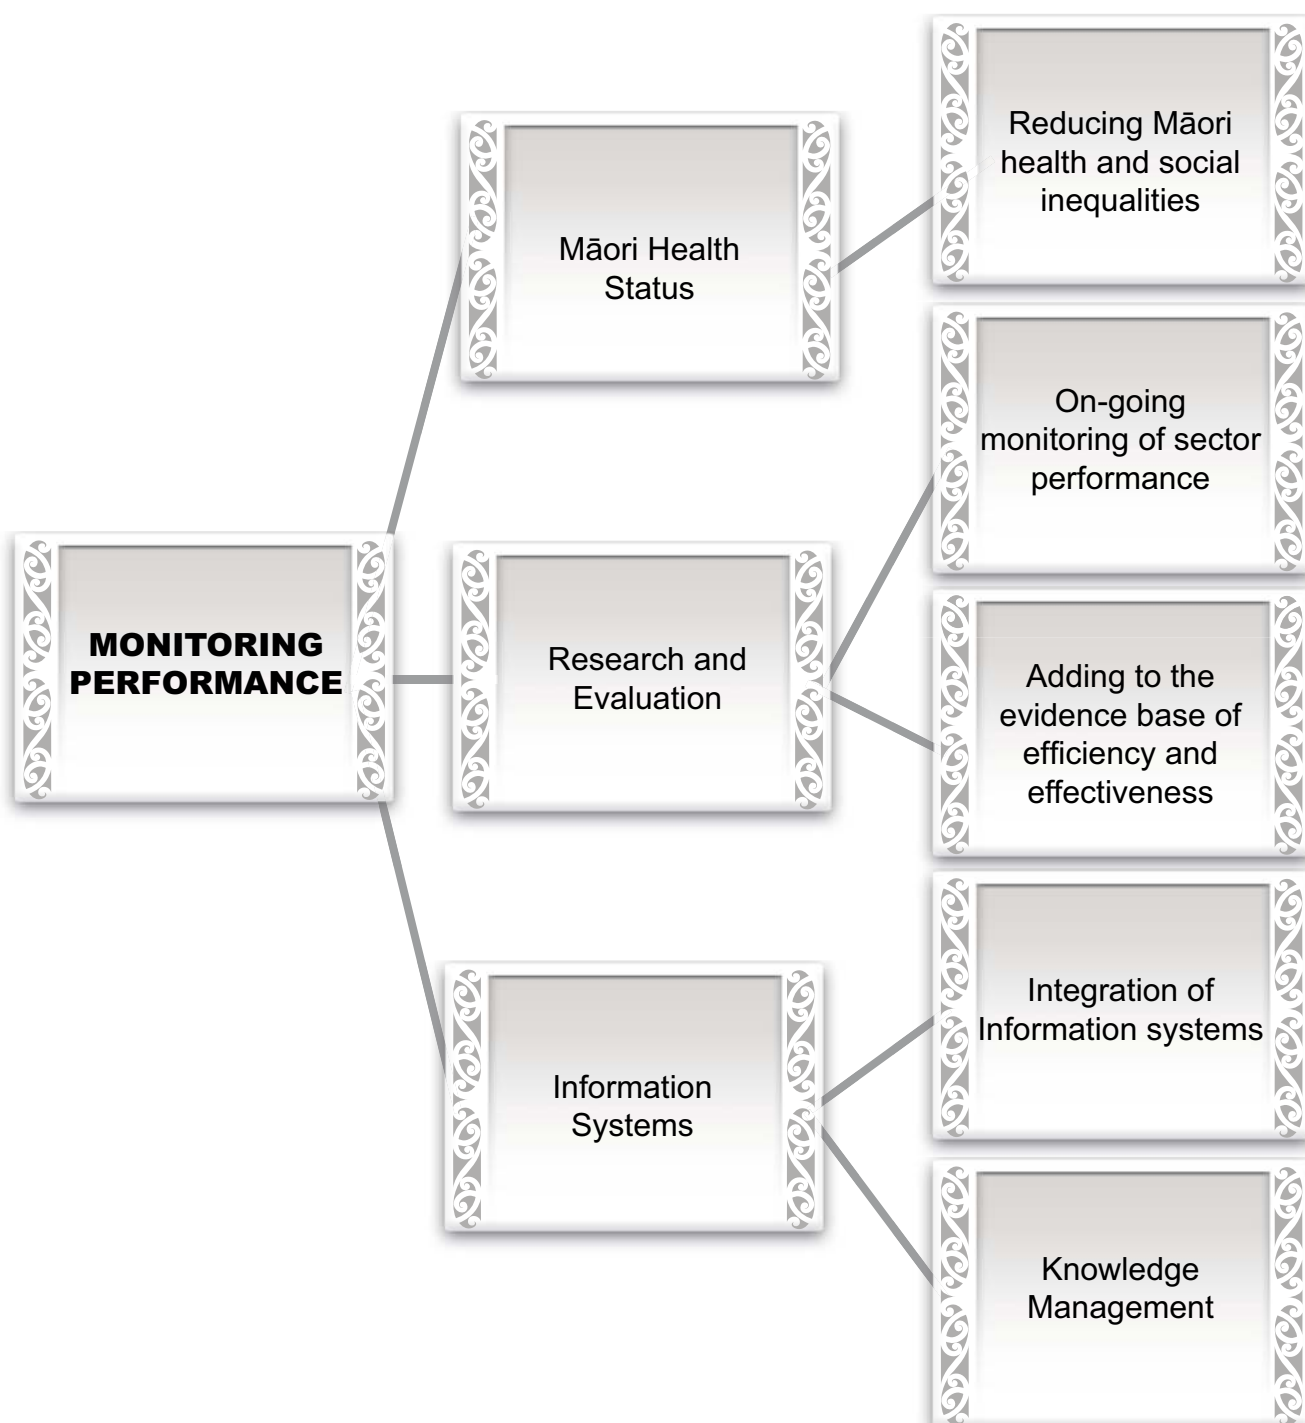 MONITORING
PERFORMANCE
Māori Health
Status
Reducing Māori
health and social
inequalities
Research and
Evaluation
On-going
monitoring of sector
performance
Adding to the
evidence base of
efficiency and
effectiveness
Information
Systems
Integration of
Information systems
Knowledge
Management